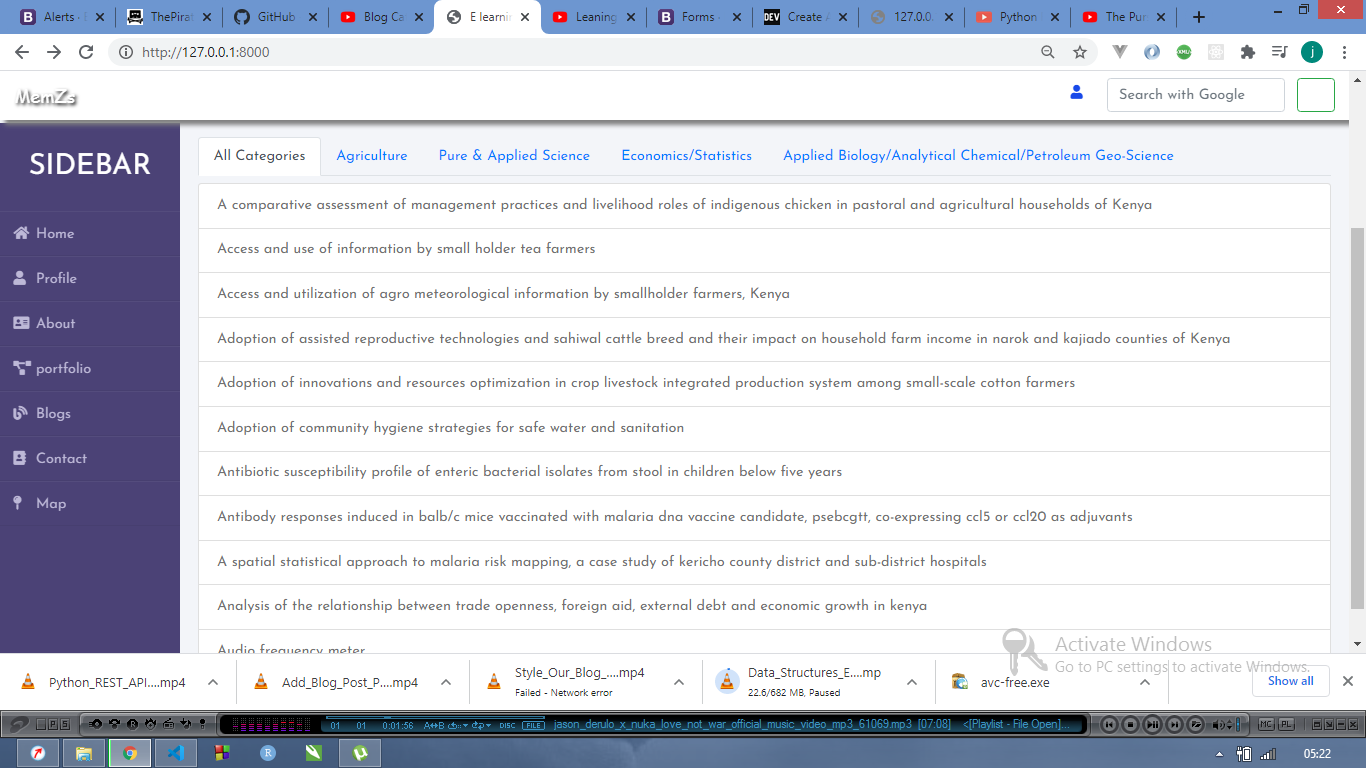 Alerts · B
ThePirat
GitHub
Blog Ca
E learnin
Leaning
Forms ·
DEV Create A
127.0.0.
Python
The Pur
http://127.0.0.1:8000
j
MemZs
Search with Google
SIDEBAR
Home
Profile
About
portfolio
Blogs
Contact
Map
All Categories
Agriculture
Pure & Applied Science
Economics/Statistics
Applied Biology/Analytical Chemical/Petroleum Geo-Science
A comparative assessment of management practices and livelihood roles of indigenous chicken in pastoral and agricultural households of Kenya
Access and use of information by small holder tea farmers
Access and utilization of agro meteorological information by smallholder farmers, Kenya
Adoption of assisted reproductive technologies and sahiwal cattle breed and their impact on household farm income in narok and kajiado counties of Kenya
Adoption of innovations and resources optimization in crop livestock integrated production system among small-scale cotton farmers
Adoption of community hygiene strategies for safe water and sanitation
Antibiotic susceptibility profile of enteric bacterial isolates from stool in children below five years
Antibody responses induced in balb/c mice vaccinated with malaria dna vaccine candidate, psebcgtt, co-expressing ccl5 or ccl20 as adjuvants
A spatial statistical approach to malaria risk mapping, a case study of kericho county district and sub-district hospitals
Analysis of the relationship between trade openness, foreign aid, external debt and economic growth in kenya
Audio frequency meter
Activate Windows
Go to PC settings to activate Windows.
Python_REST_API....mp4
Add_Blog_Post_P....mp4
Style_Our_Blog_....mp4
Failed - Network error
Data_Structures_E....mp
22.6/682 MB, Paused
avc-free.exe
Show all
01 01 0:01:56 A↔B DISC FILE
jason_derulo_x_nuka_love_not_war_official_music_video_mp3_61069.mp3 [07:08] <[Playlist - File Open]...
MC PL
05:22